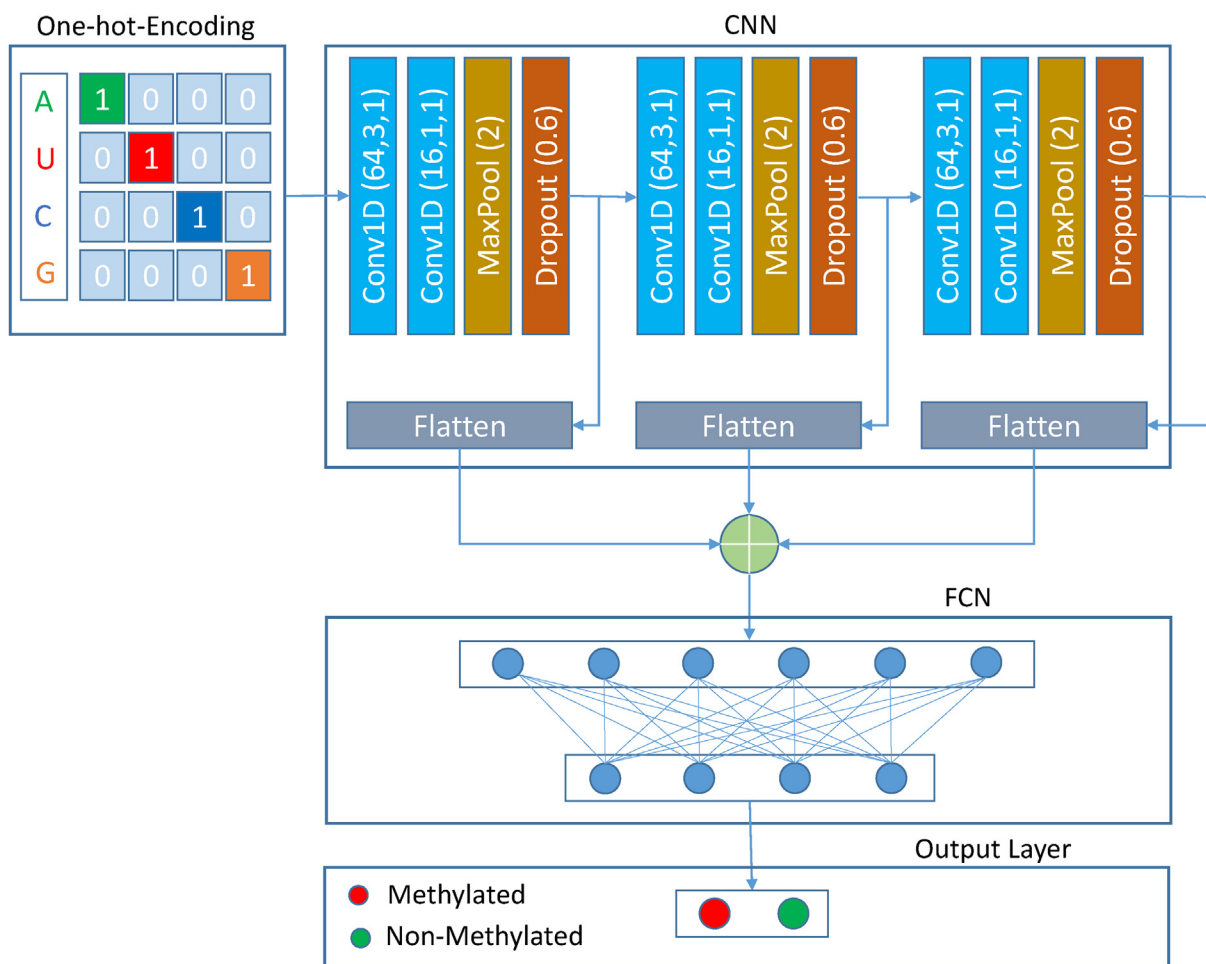 One-hot-Encoding
A 1 0 0 0
U 0 1 0 0
C 0 0 1 0
G 0 0 0 1
CNN
Conv1D (64,3,1)
Conv1D (16,1,1)
MaxPool (2)
Dropout (0.6)
Conv1D (64,3,1)
Conv1D (16,1,1)
MaxPool (2)
Dropout (0.6)
Conv1D (64,3,1)
Conv1D (16,1,1)
MaxPool (2)
Dropout (0.6)
Flatten
Flatten
Flatten
FCN
Output Layer
Methylated
Non-Methylated